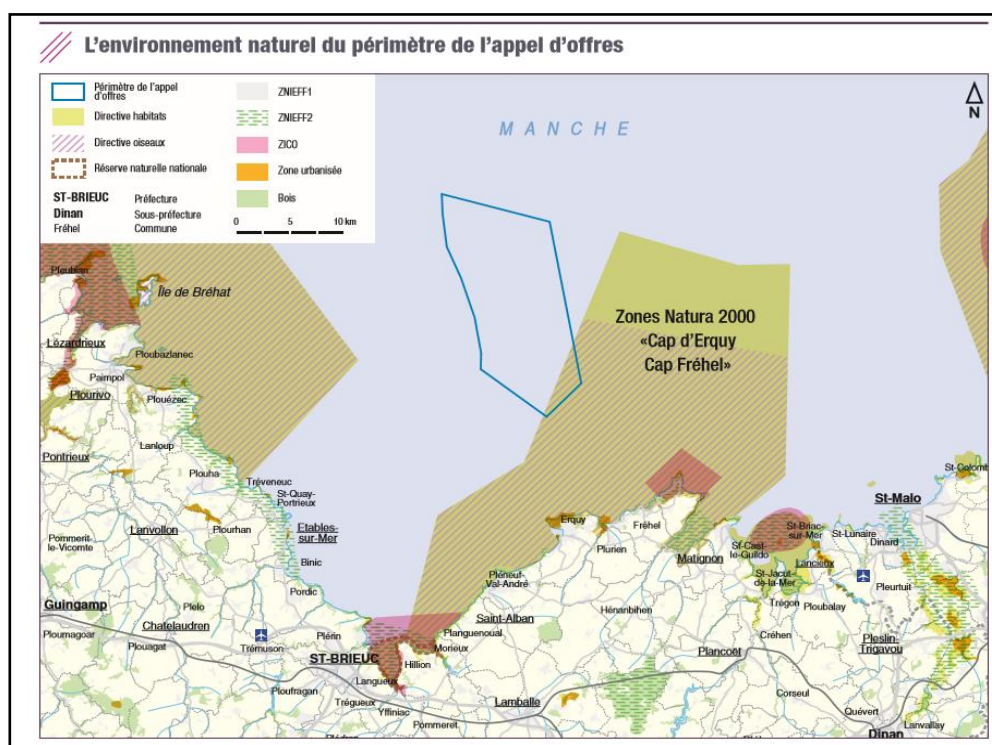 L'environnement naturel du périmètre de l'appel d'offres
Périmètre de l'appel
d'offres
Directive habitats
Directive oiseaux
Réserve naturelle nationale
ST-BRIEUC Préfecture
Dinan Sous-préfecture
Fréhel Commune
ZNIEFF1
ZNIEFF2
ZICO
Zone urbanisée
Bois
0 5 10 km
N
MANCHE
Pleubian
Île de Bréhat
Lézardrieux
Ploubazlanec
Paimpol
Plourivo
Plouézec
Lanloup
Pontrieux
Plouha
Tréveneuc
St-Quay-
Portrieux
Lanvollon
Plourhan
Etables-
sur-Mer
Pommerit-
le-Vicomte
Binic
Pordic
Guingamp
Plelo
Chatelaudren
Ploumagoar
Plouagat
Trémuson
Plérin
ST-BRIEUC
Ploufragan
Langueux
Trégueux
Yffiniac
Hillion
Pommeret
Morieux
Planguenoual
Saint-Alban
Pléneuf-
Val-André
Lamballe
Zones Natura 2000
«Cap d'Erquy
Cap Fréhel»
Erquy
Plurien
Fréhel
Matignon
Hénanbihen
St-Cast-
le-Guildo
St-Briac-
sur-Mer
St-Jacut-
de-la-Mer
Lancieux
St-Lunaire
Dinard
St-Malo
St-Colomb
Pleurtuit
Trégon
Ploubalay
Créhen
Plancoët
Pleslin-
Trigavou
Corseul
Quévert
Lanvallay
Dinan